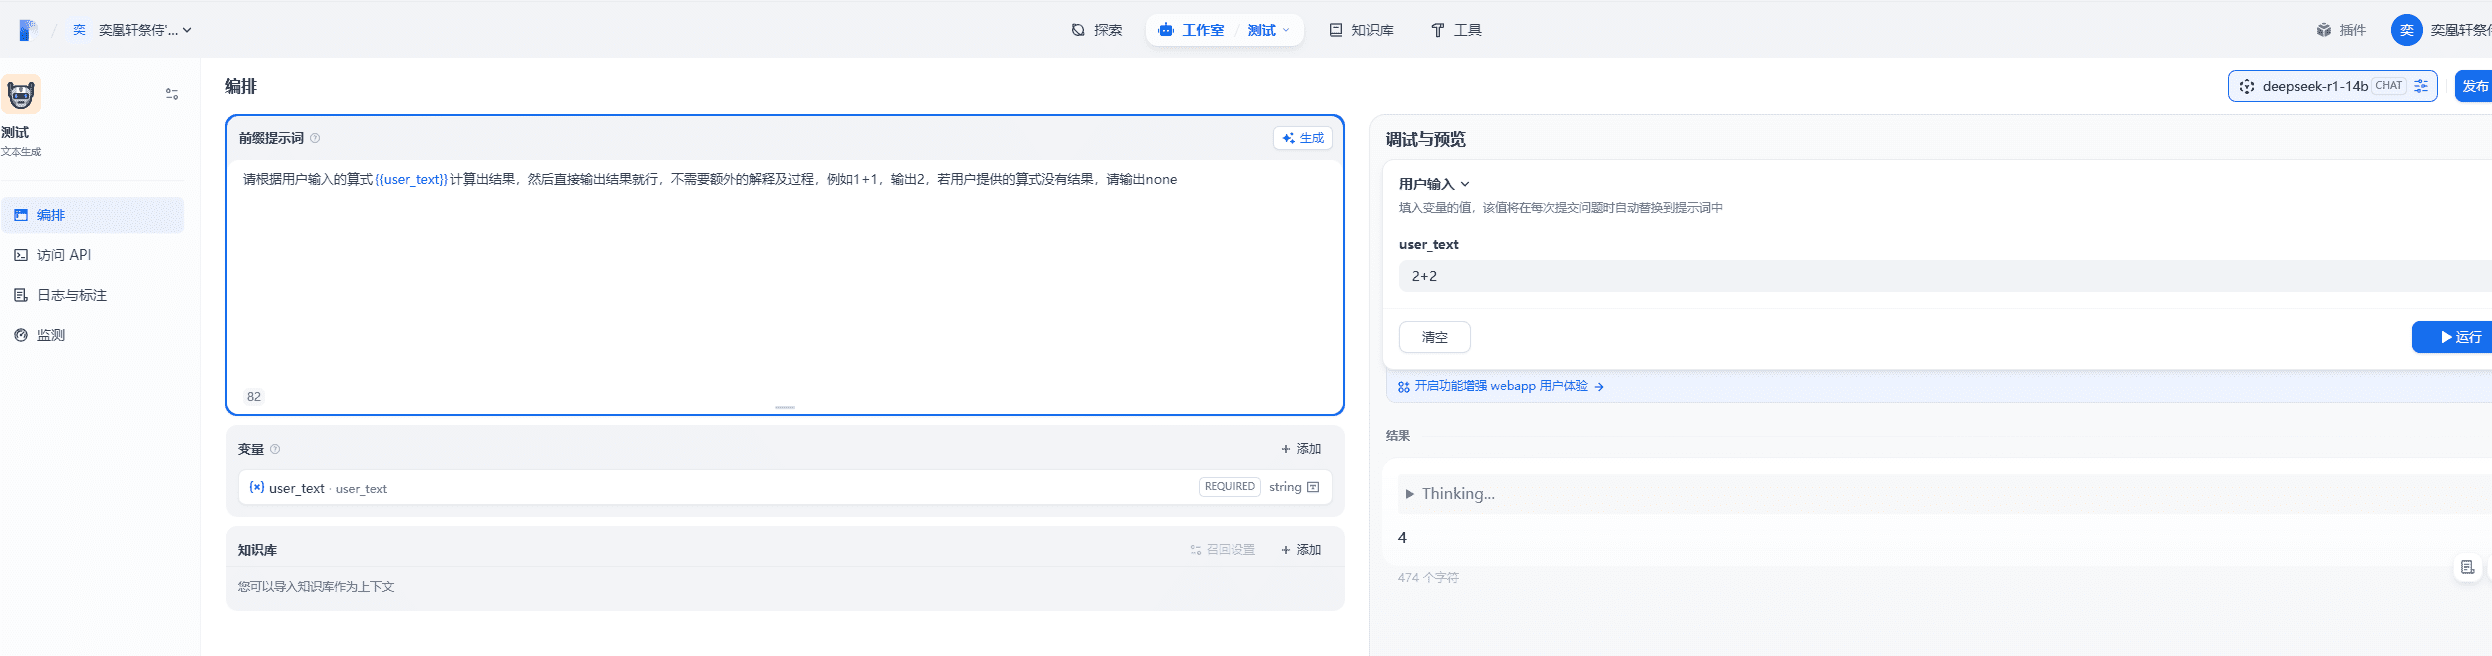 奕 奕凰轩祭侍'... 探索 工作室 / 测试 知识库 工具 插件 奕 奕凰轩祭
测试
文本生成
编排
访问 API
日志与标注
监测
编排
deepseek-r1-14b CHAT 发布
前缀提示词 生成
请根据用户输入的算式{{user_text}}计算出结果，然后直接输出结果就行，不需要额外的解释及过程，例如1+1，输出2，若用户提供的算式没有结果，请输出none
82
变量 + 添加
{x} user_text · user_text REQUIRED string
知识库 召回设置 + 添加
您可以导入知识库作为上下文
调试与预览
用户输入
填入变量的值，该值将在每次提交问题时自动替换到提示词中
user_text
2+2
清空 运行
开启功能增强 webapp 用户体验 →
结果
Thinking...
4
474 个字符